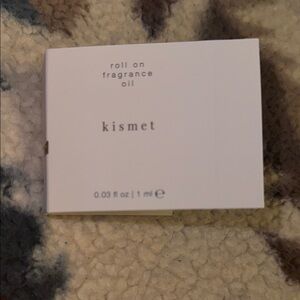 roll on
fragrance
oil
kismet
0.03 fl oz | 1 ml ℮